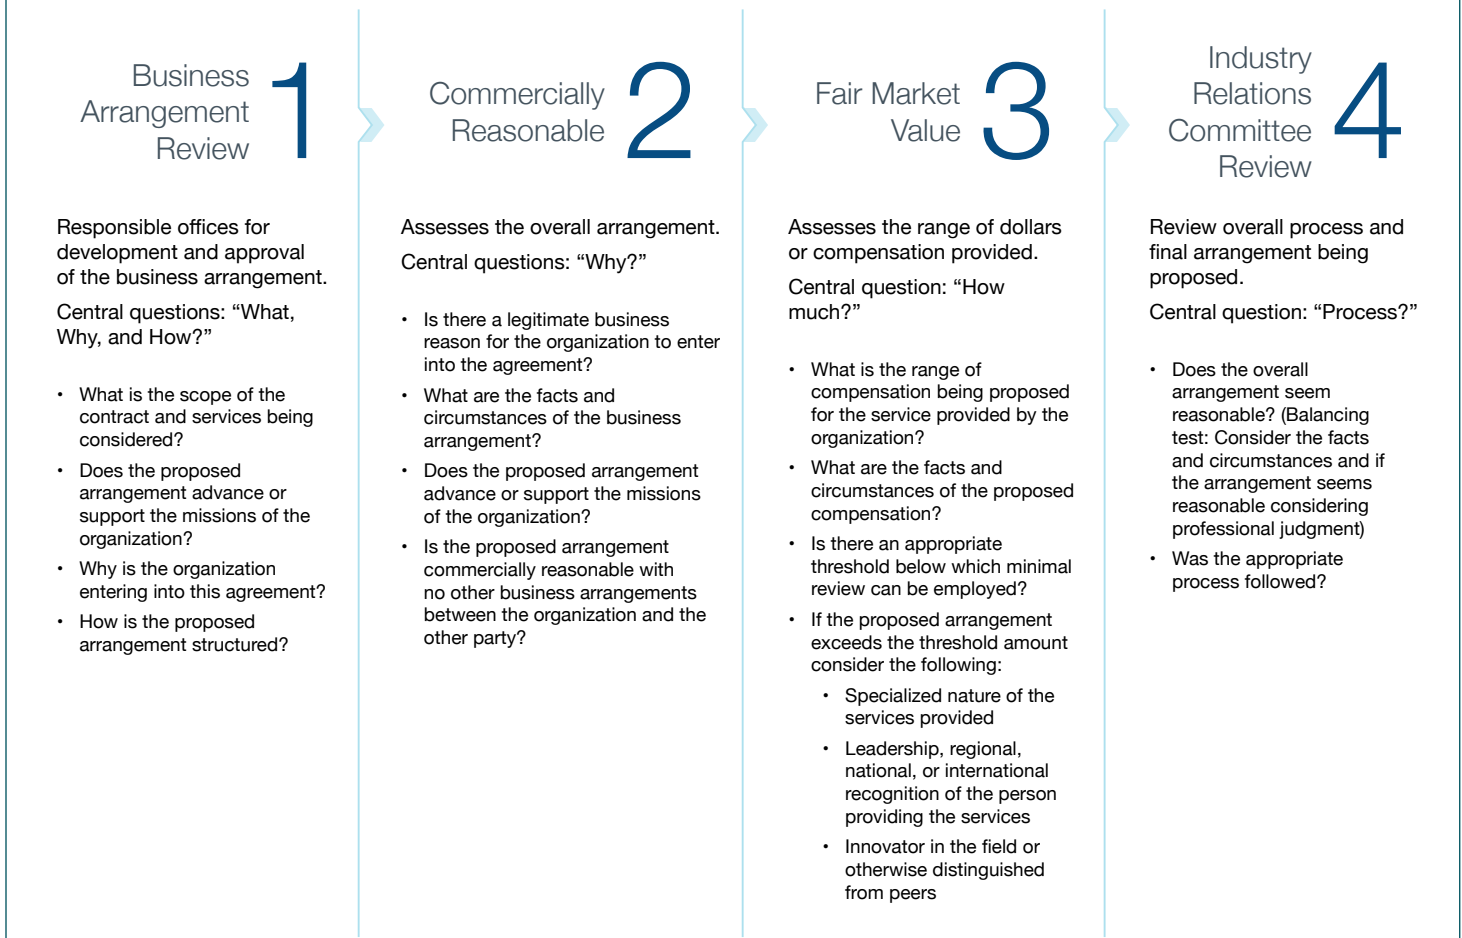 Business
Arrangement
Review
1
Responsible offices for
development and approval
of the business arrangement.
Central questions: “What,
Why, and How?”
• What is the scope of the
contract and services being
considered?
• Does the proposed
arrangement advance or
support the missions of the
organization?
• Why is the organization
entering into this agreement?
• How is the proposed
arrangement structured?
Commercially
Reasonable
2
Assesses the overall arrangement.
Central questions: “Why?”
• Is there a legitimate business
reason for the organization to enter
into the agreement?
• What are the facts and
circumstances of the business
arrangement?
• Does the proposed arrangement
advance or support the missions
of the organization?
• Is the proposed arrangement
commercially reasonable with
no other business arrangements
between the organization and the
other party?
Fair Market
Value
3
Assesses the range of dollars
or compensation provided.
Central question: “How
much?”
• What is the range of
compensation being proposed
for the service provided by the
organization?
• What are the facts and
circumstances of the proposed
compensation?
• Is there an appropriate
threshold below which minimal
review can be employed?
• If the proposed arrangement
exceeds the threshold amount
consider the following:
• Specialized nature of the
services provided
• Leadership, regional,
national, or international
recognition of the person
providing the services
• Innovator in the field or
otherwise distinguished
from peers
Industry
Relations
Committee
Review
4
Review overall process and
final arrangement being
proposed.
Central question: “Process?”
• Does the overall
arrangement seem
reasonable? (Balancing
test: Consider the facts
and circumstances and if
the arrangement seems
reasonable considering
professional judgment)
• Was the appropriate
process followed?